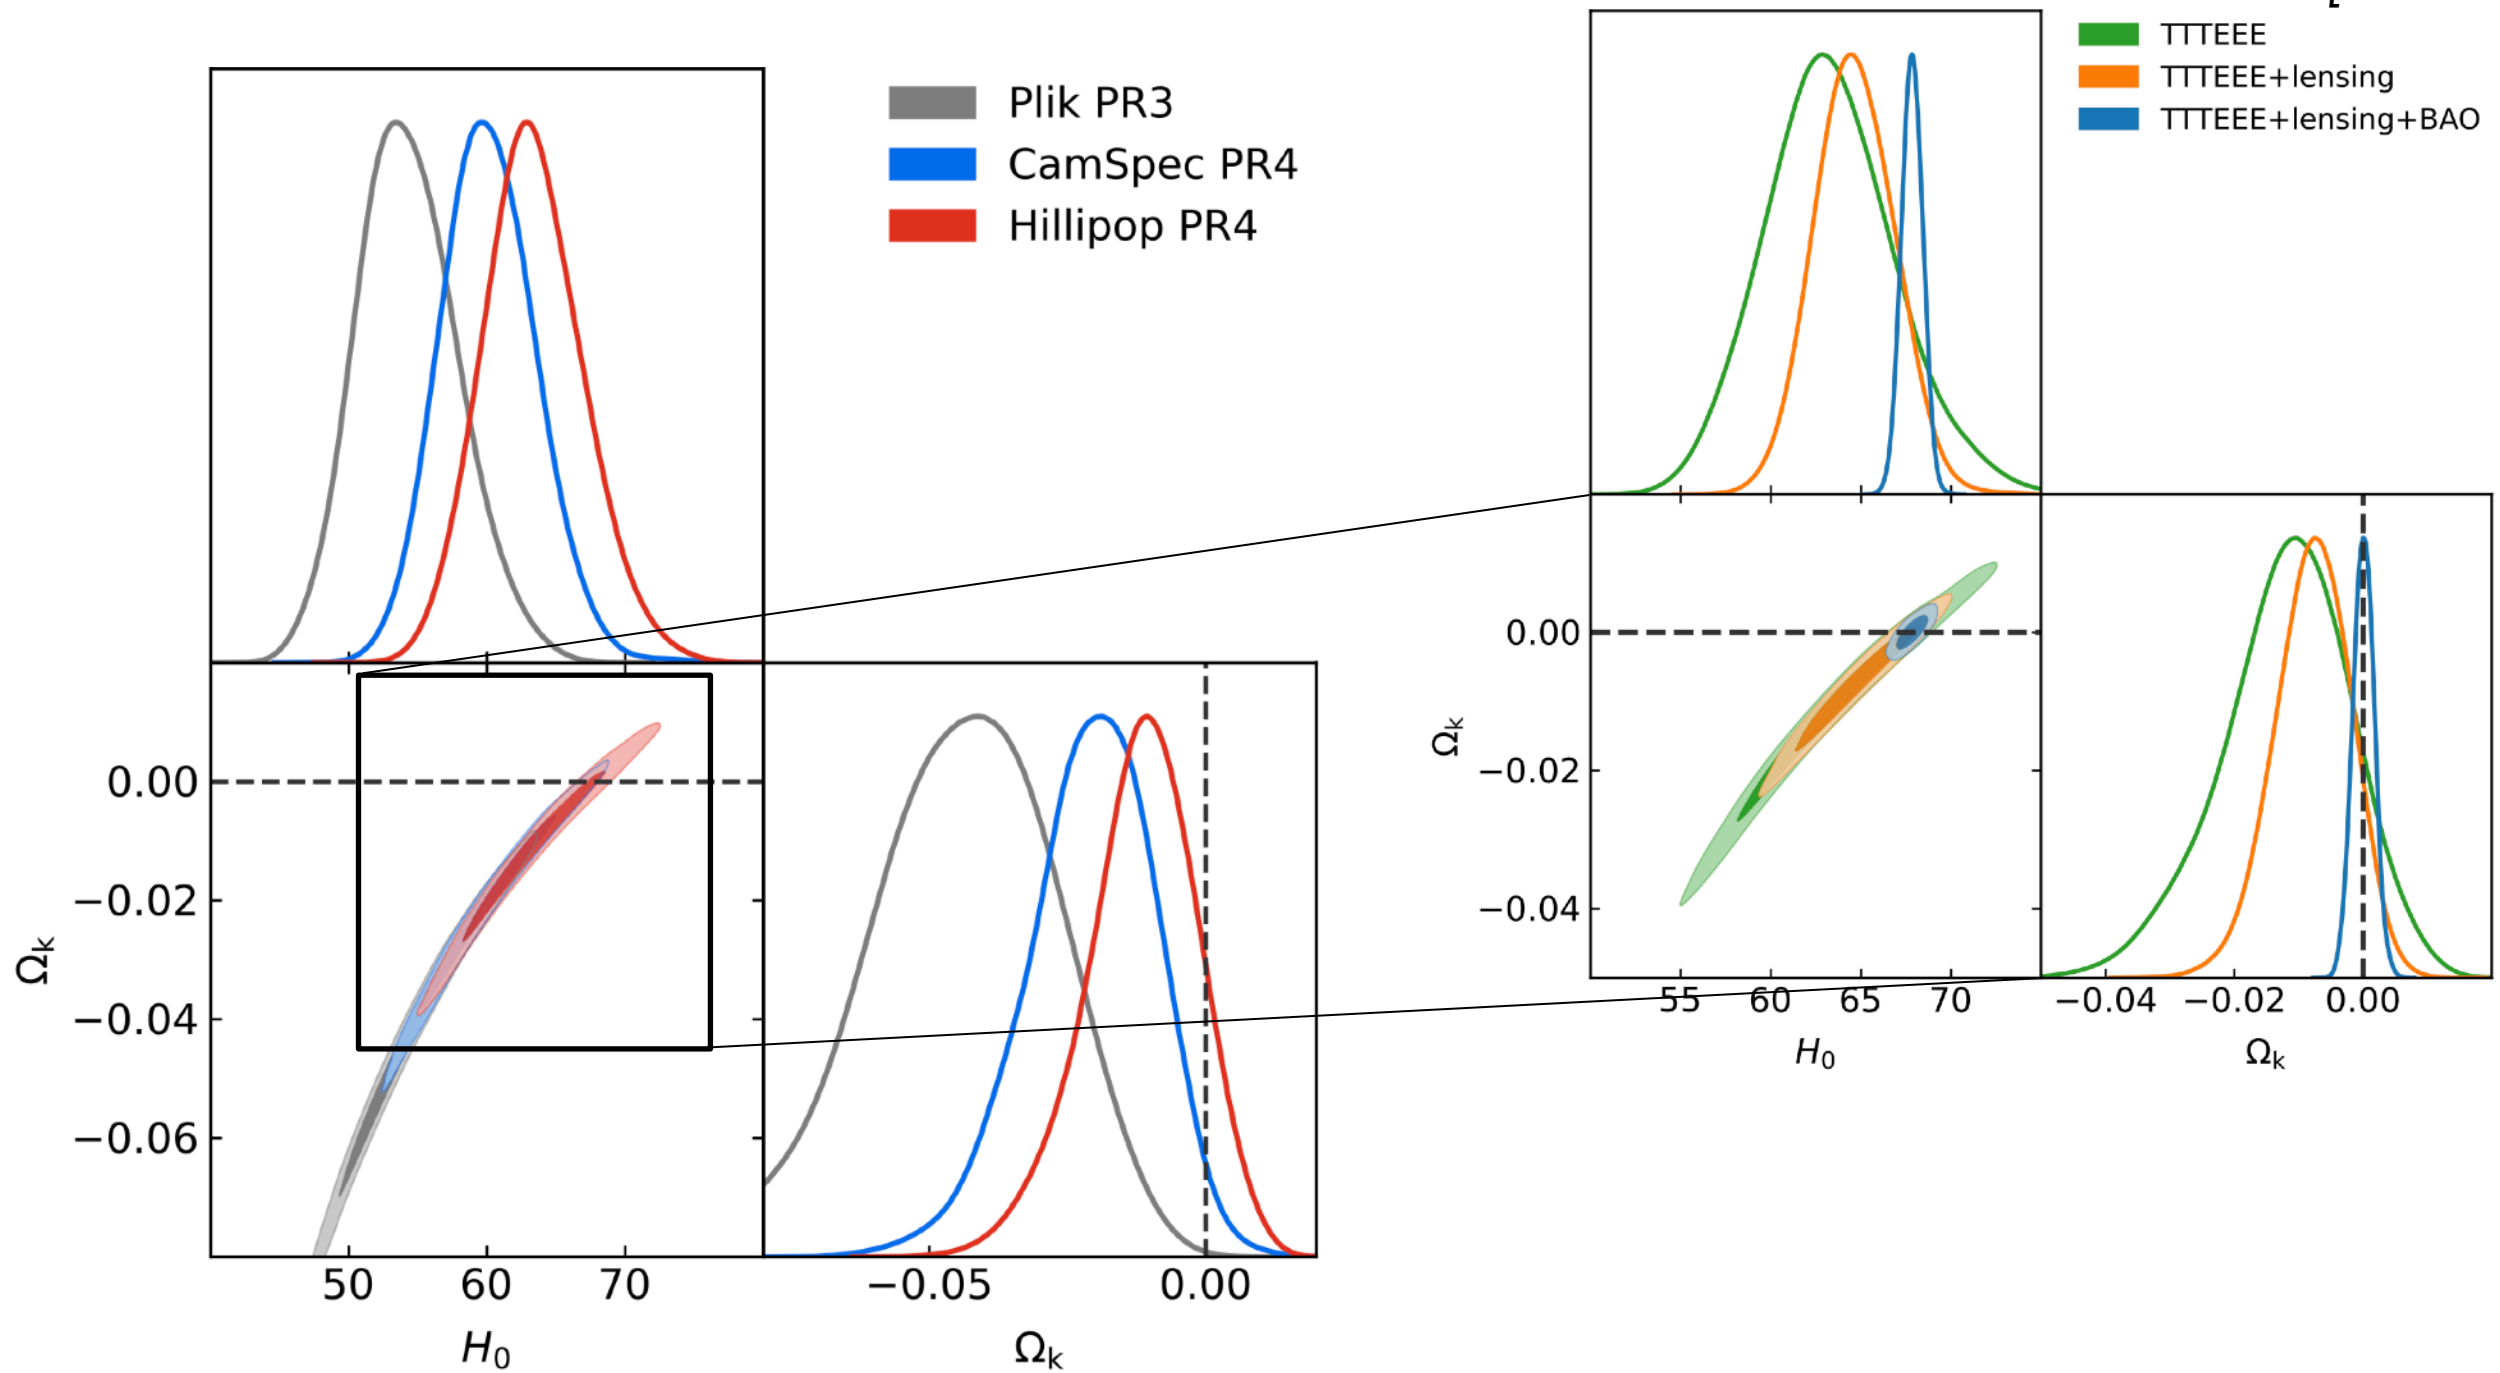 Plik PR3
CamSpec PR4
Hillipop PR4
0.00
−0.02
−0.04
−0.06
Ωk
50 60 70
H0
−0.05 0.00
Ωk
TTTEEE
TTTEEE+lensing
TTTEEE+lensing+BAO
0.00
−0.02
−0.04
Ωk
55 60 65 70
H0
−0.04 −0.02 0.00
Ωk